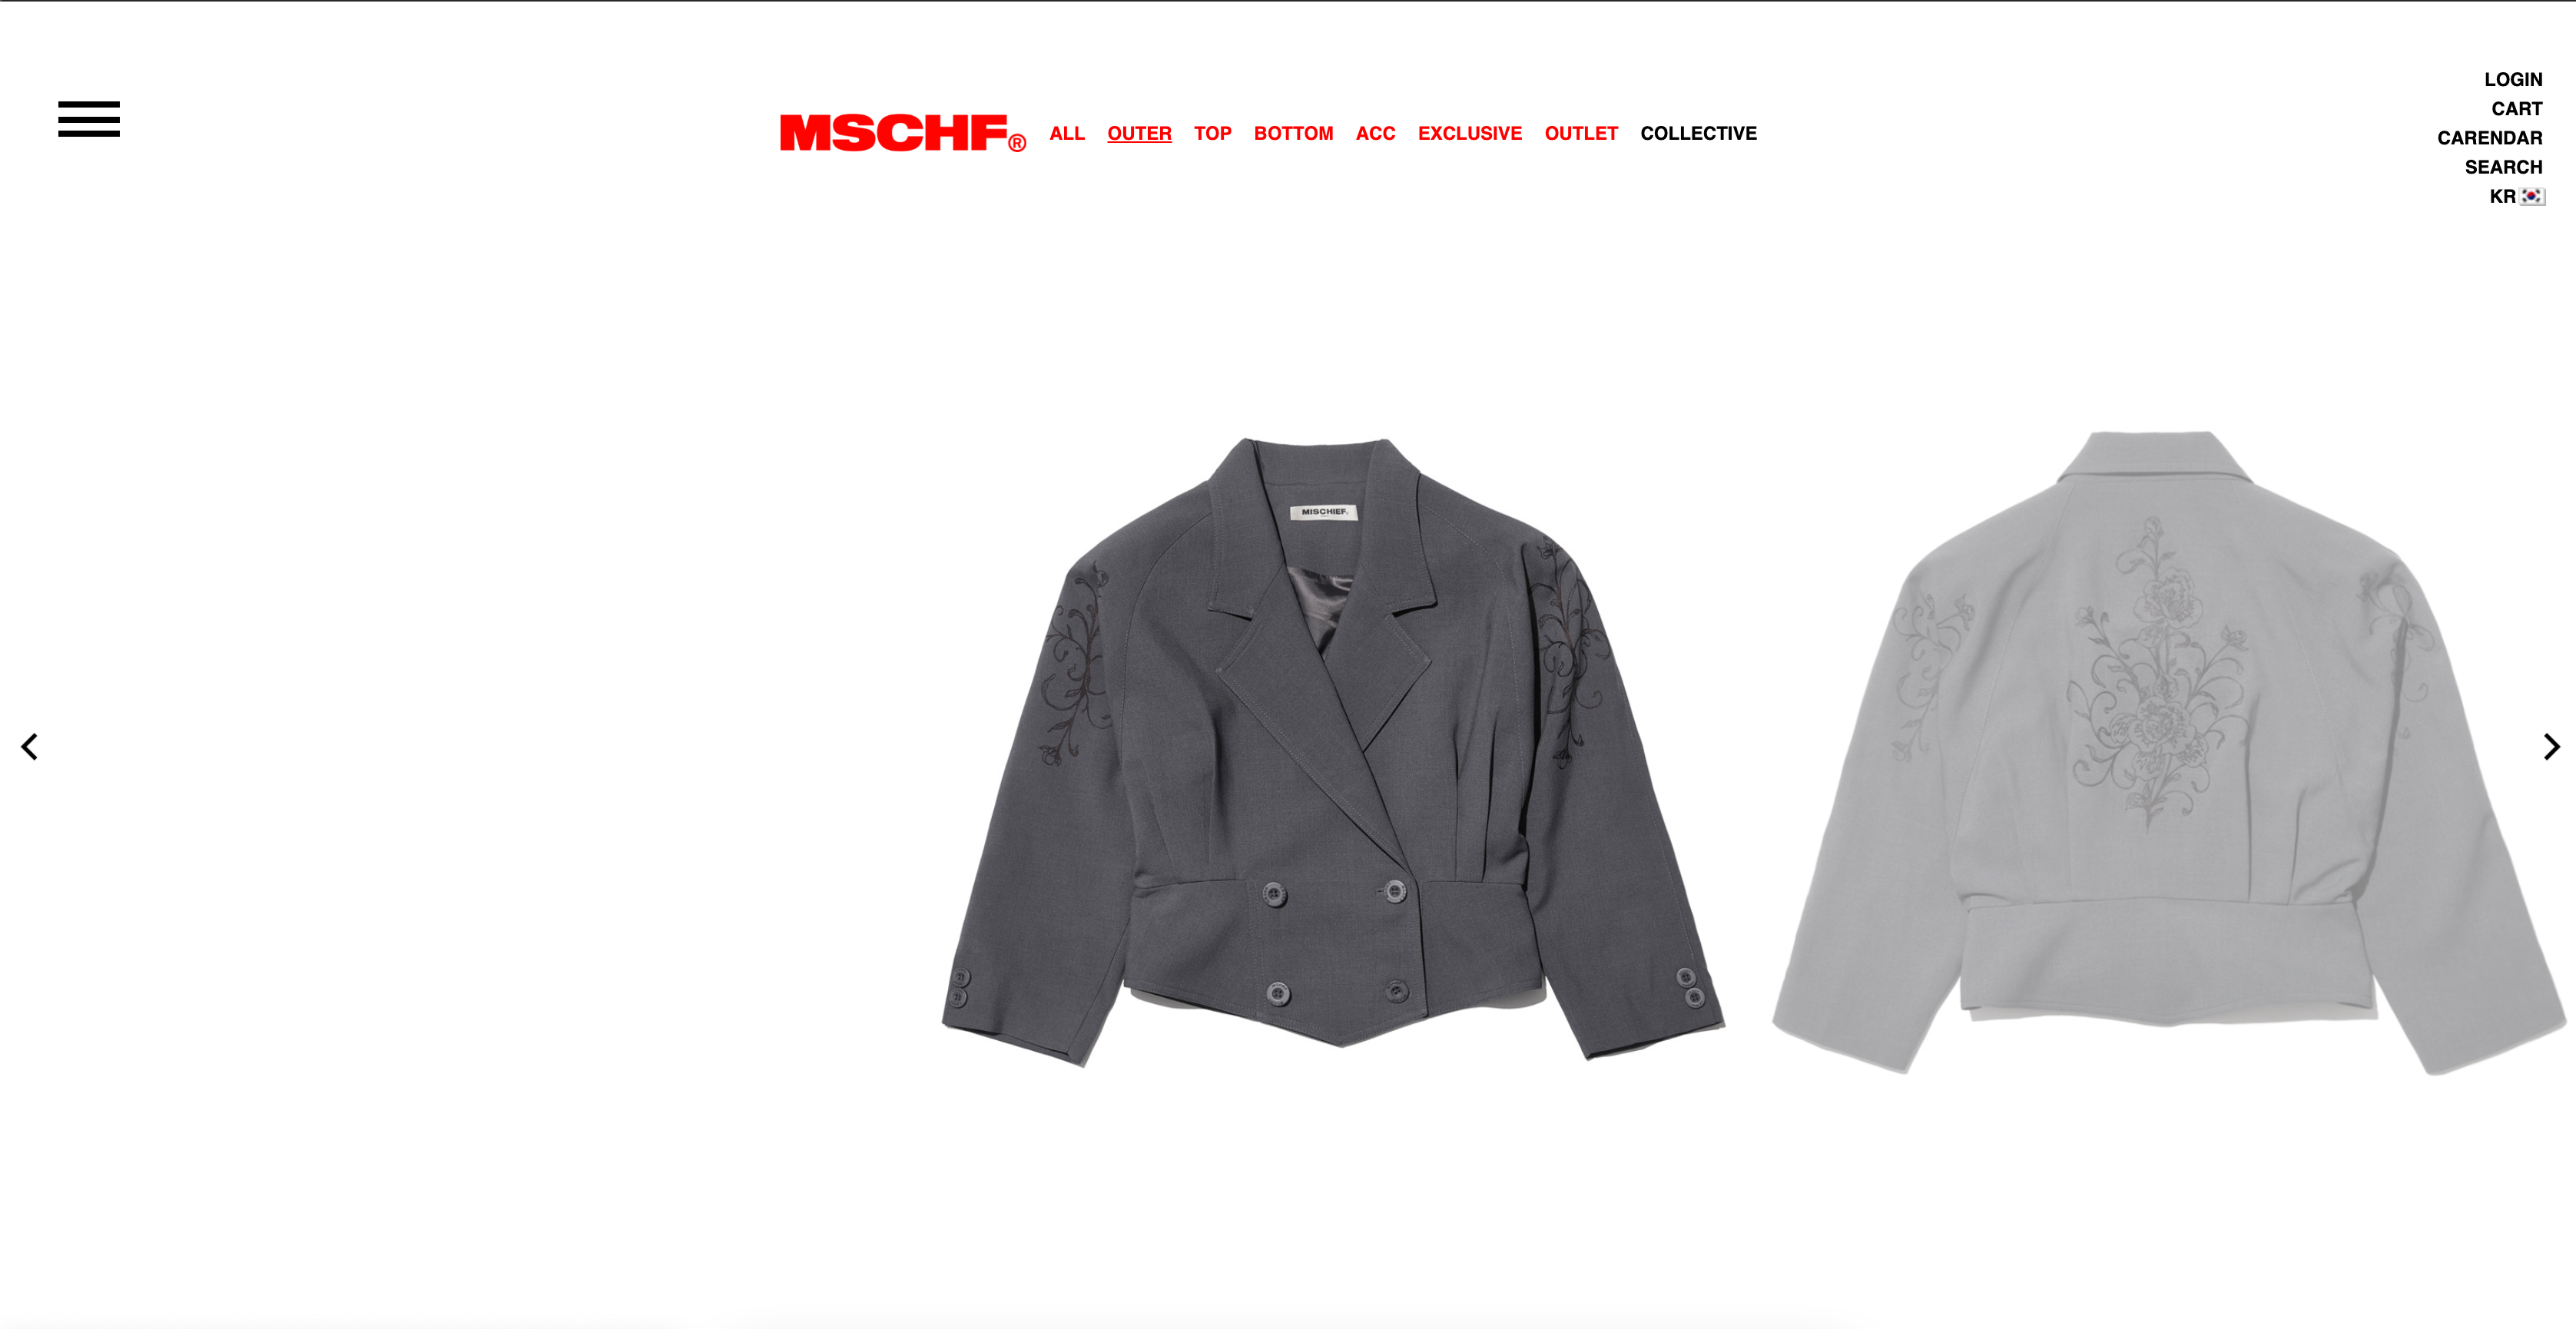 LOGIN
CART
CARENDAR
SEARCH
KR
MSCHF® ALL OUTER TOP BOTTOM ACC EXCLUSIVE OUTLET COLLECTIVE
MISCHIEF